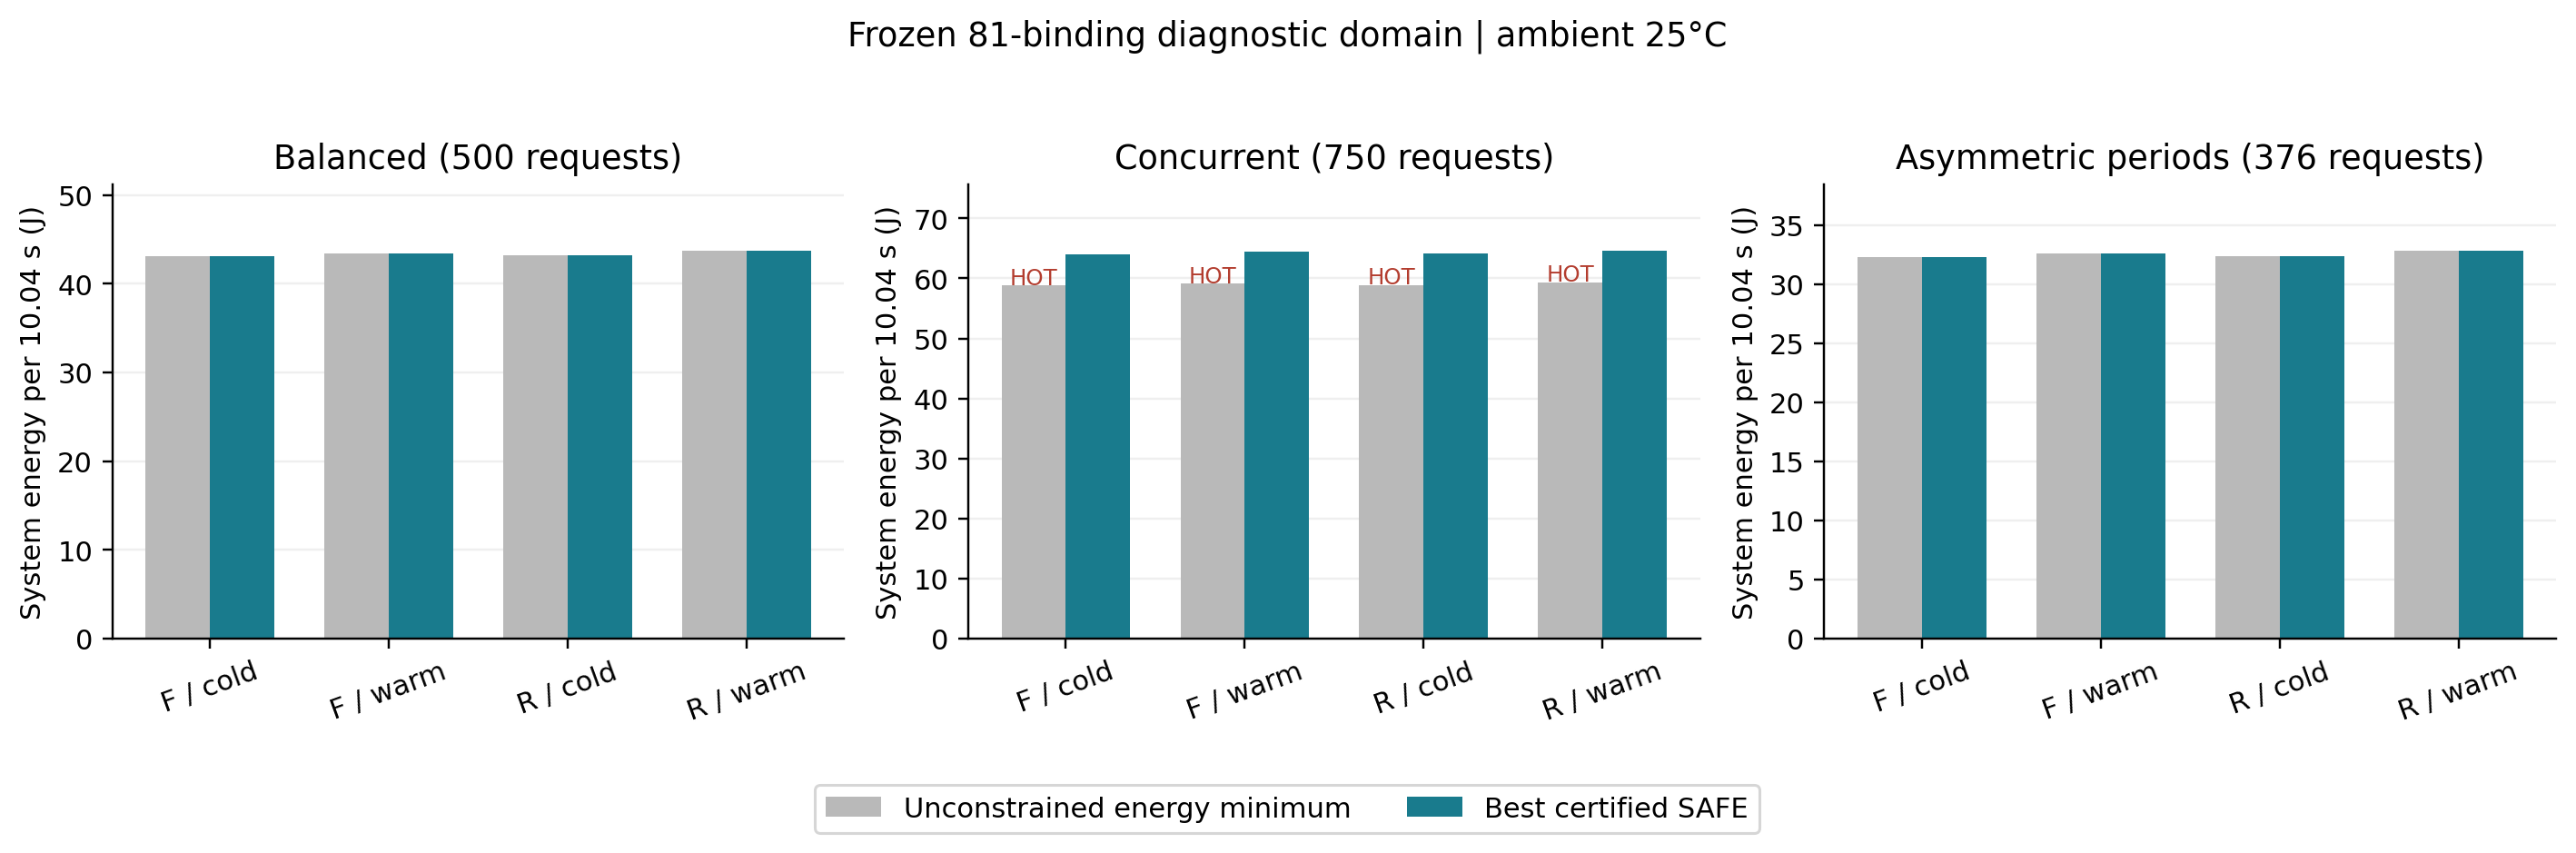 Frozen 81-binding diagnostic domain | ambient 25°C
Balanced (500 requests)
System energy per 10.04 s (J)
50
40
30
20
10
0
F / cold
F / warm
R / cold
R / warm
Concurrent (750 requests)
System energy per 10.04 s (J)
70
60
50
40
30
20
10
0
HOT
HOT
HOT
HOT
F / cold
F / warm
R / cold
R / warm
Asymmetric periods (376 requests)
System energy per 10.04 s (J)
35
30
25
20
15
10
5
0
F / cold
F / warm
R / cold
R / warm
Unconstrained energy minimum
Best certified SAFE